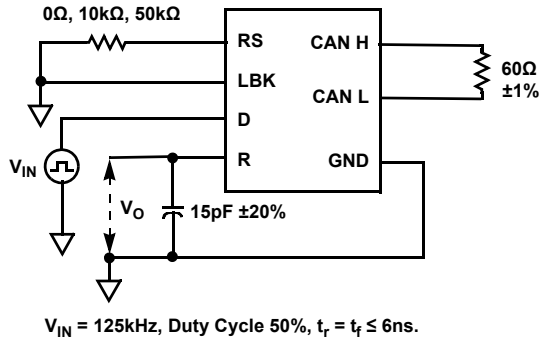 0Ω, 10kΩ, 50kΩ
RS
CAN H
LBK
60Ω
±1%
CAN L
D
VIN
R
GND
VO
15pF ±20%
VIN = 125kHz, Duty Cycle 50%, tr = tf ≤ 6ns.